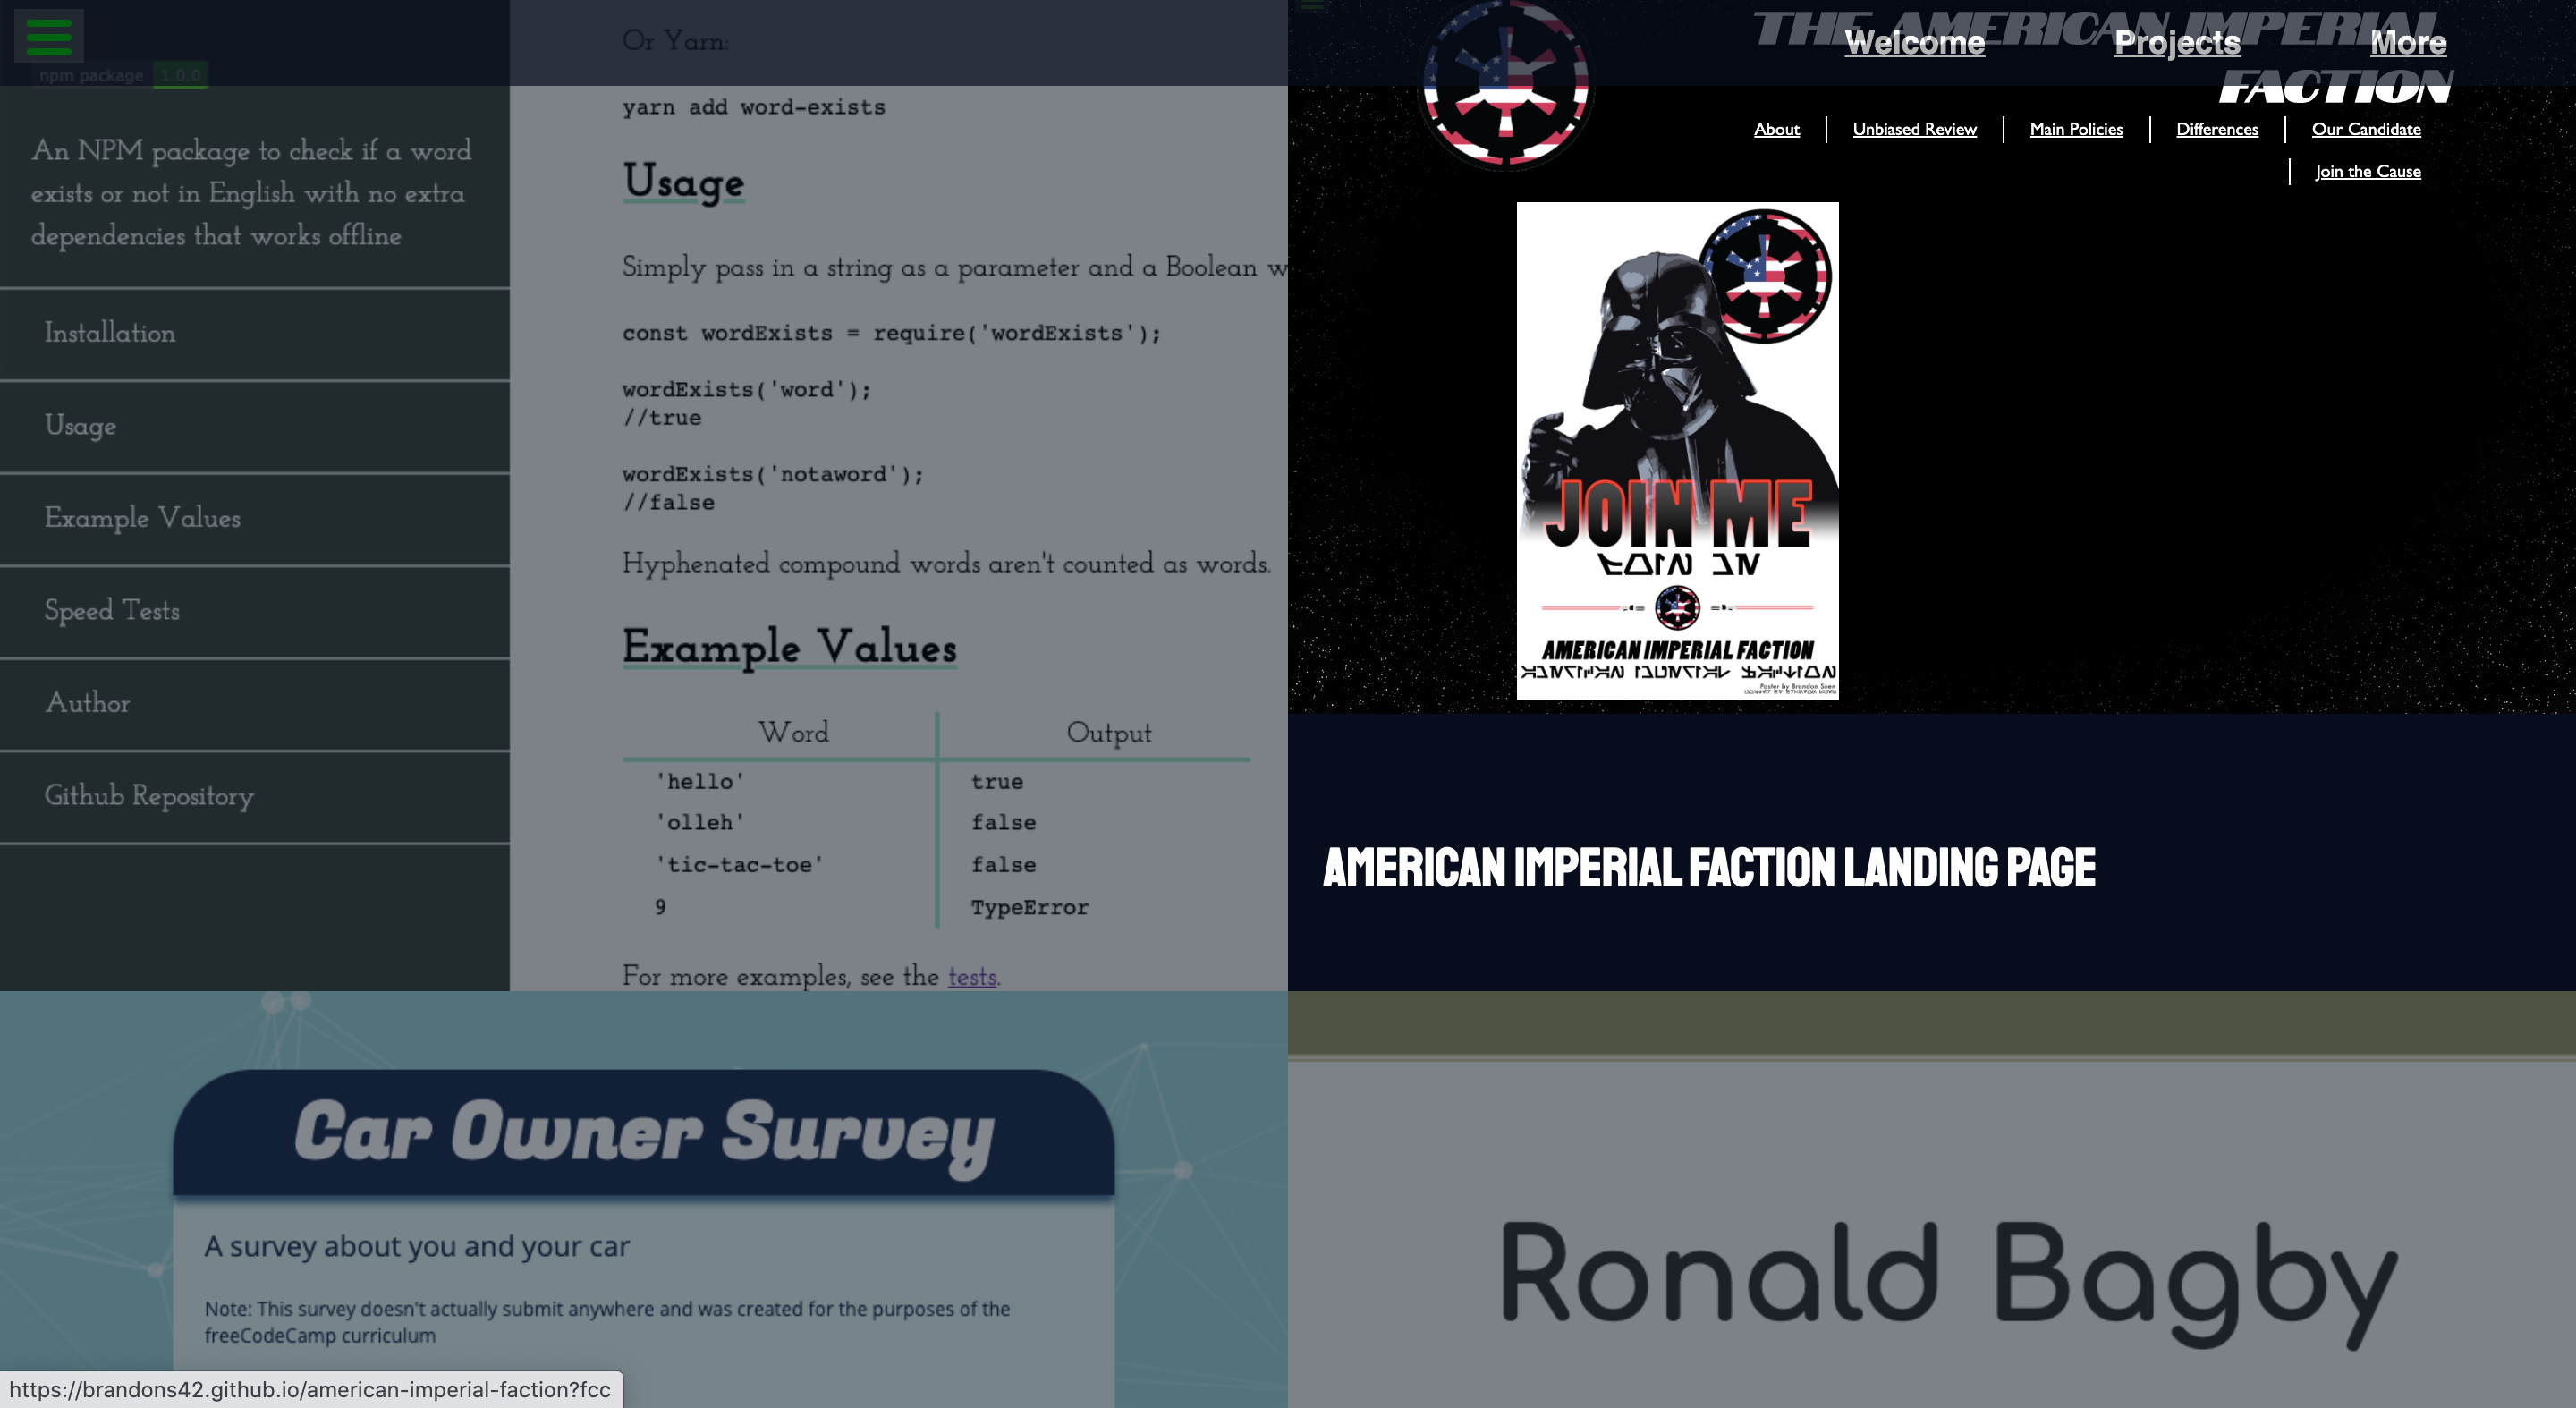 npm package 1.0.0
An NPM package to check if a word
exists or not in English with no extra
dependencies that works offline
Installation
Usage
Example Values
Speed Tests
Author
Github Repository
Or Yarn:
yarn add word-exists
Usage
Simply pass in a string as a parameter and a Boolean w
const wordExists = require('wordExists');
wordExists('word');
//true
wordExists('notaword');
//false
Hyphenated compound words aren't counted as words.
Example Values
Word Output
'hello' true
'olleh' false
'tic-tac-toe' false
9 TypeError
For more examples, see the tests.
THE AMERICAN IMPERIAL
FACTION
Welcome Projects More
About Unbiased Review Main Policies Differences Our Candidate
Join the Cause
JOIN ME
AMERICAN IMPERIAL FACTION
Poster by Brandon Suen
AMERICAN IMPERIAL FACTION LANDING PAGE
Car Owner Survey
A survey about you and your car
Note: This survey doesn't actually submit anywhere and was created for the purposes of the
freeCodeCamp curriculum
Ronald Bagby
https://brandons42.github.io/american-imperial-faction?fcc